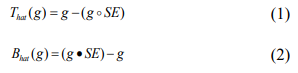 T_hat(g) = g − (g ∘ SE) (1)
B_hat(g) = (g • SE) − g (2)